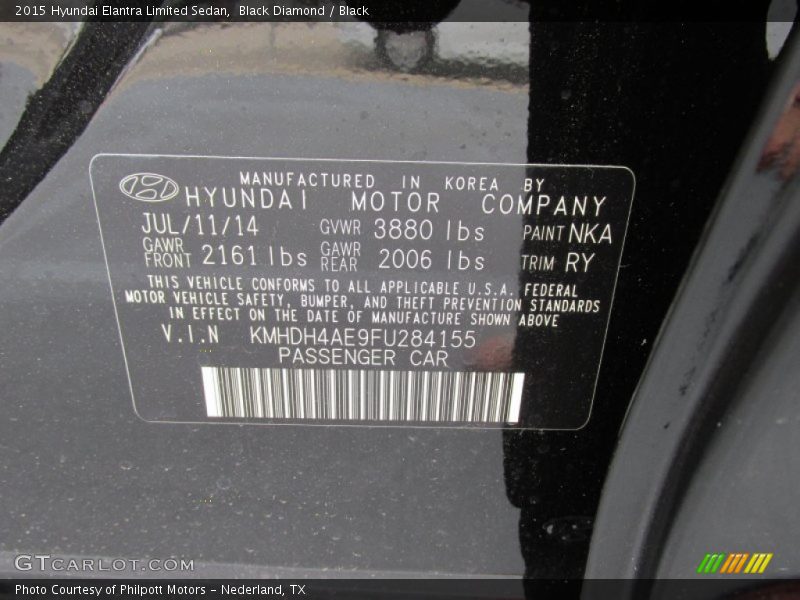 2015 Hyundai Elantra Limited Sedan, Black Diamond / Black
MANUFACTURED IN KOREA BY
HYUNDAI MOTOR COMPANY
JUL/11/14 GVWR 3880 lbs PAINT NKA
GAWR FRONT 2161 lbs GAWR REAR 2006 lbs TRIM RY
THIS VEHICLE CONFORMS TO ALL APPLICABLE U.S.A. FEDERAL
MOTOR VEHICLE SAFETY, BUMPER, AND THEFT PREVENTION STANDARDS
IN EFFECT ON THE DATE OF MANUFACTURE SHOWN ABOVE
V.I.N KMHDH4AE9FU284155
PASSENGER CAR
GTCARLOT.COM
Photo Courtesy of Philpott Motors - Nederland, TX